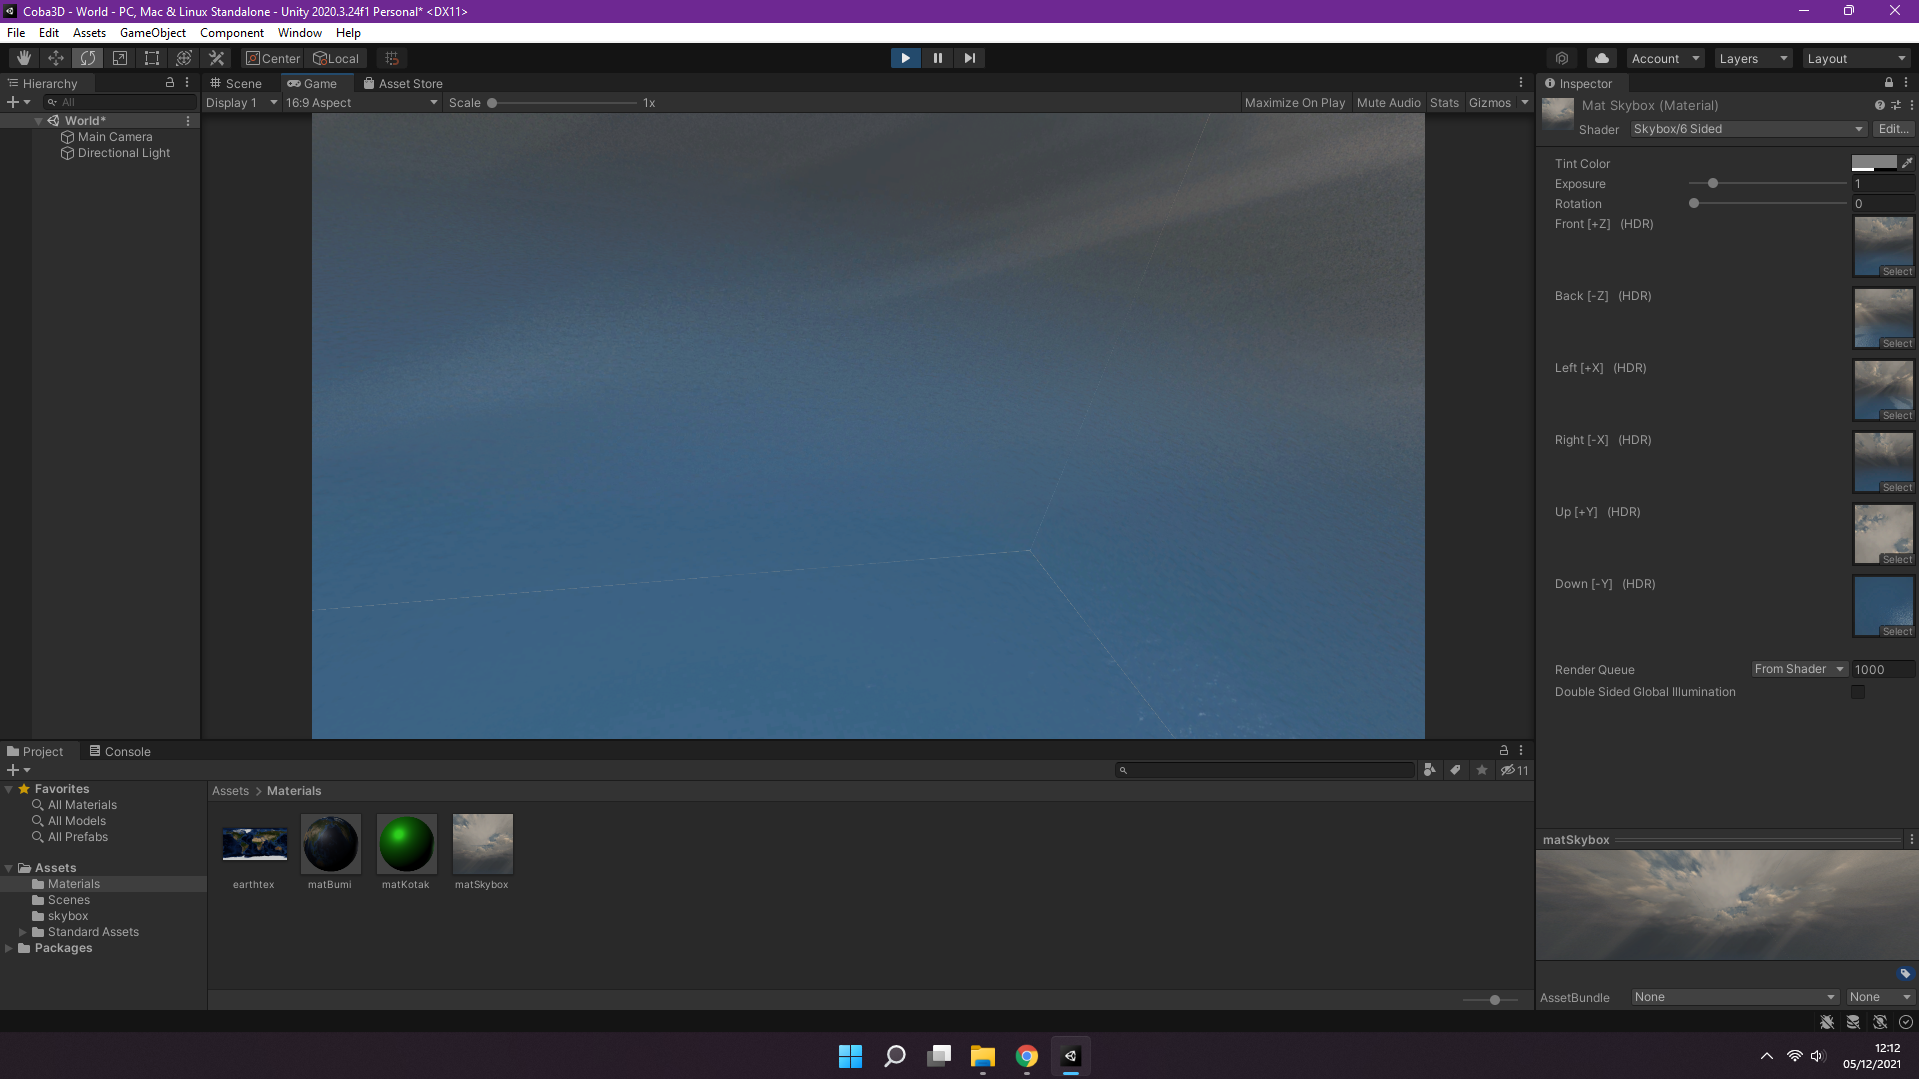 Coba3D - World - PC, Mac & Linux Standalone - Unity 2020.3.24f1 Personal* <DX11>
File Edit Assets GameObject Component Window Help
Center Local
Account Layers Layout
Hierarchy
Scene Game Asset Store
Inspector
All
Display 1 16:9 Aspect Scale 1x
Maximize On Play Mute Audio Stats Gizmos
Mat Skybox (Material)
Shader Skybox/6 Sided Edit...
World*
Main Camera
Directional Light
Tint Color
Exposure 1
Rotation 0
Front [+Z] (HDR)
Select
Back [-Z] (HDR)
Select
Left [+X] (HDR)
Select
Right [-X] (HDR)
Select
Up [+Y] (HDR)
Select
Down [-Y] (HDR)
Select
Render Queue From Shader 1000
Double Sided Global Illumination
Project Console
11
Favorites
All Materials
All Models
All Prefabs
Assets
Materials
Scenes
skybox
Standard Assets
Packages
Assets > Materials
earthtex matBumi matKotak matSkybox
matSkybox
AssetBundle None None
12:12
05/12/2021